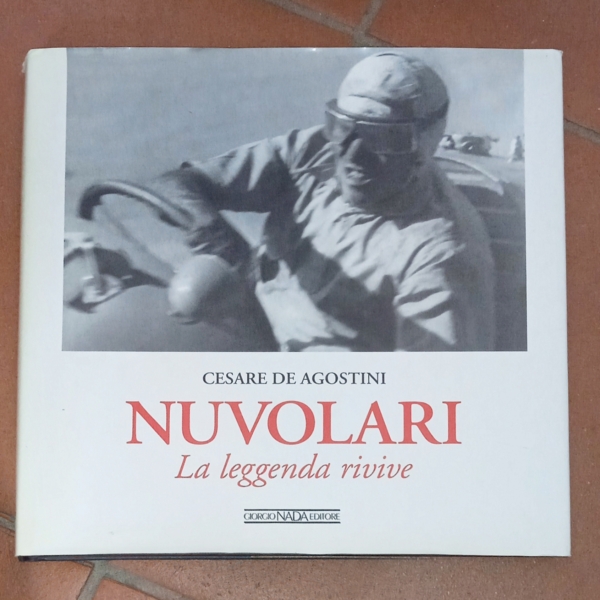 CESARE DE AGOSTINI
NUVOLARI
La leggenda rivive
GIORGIO NADA EDITORE